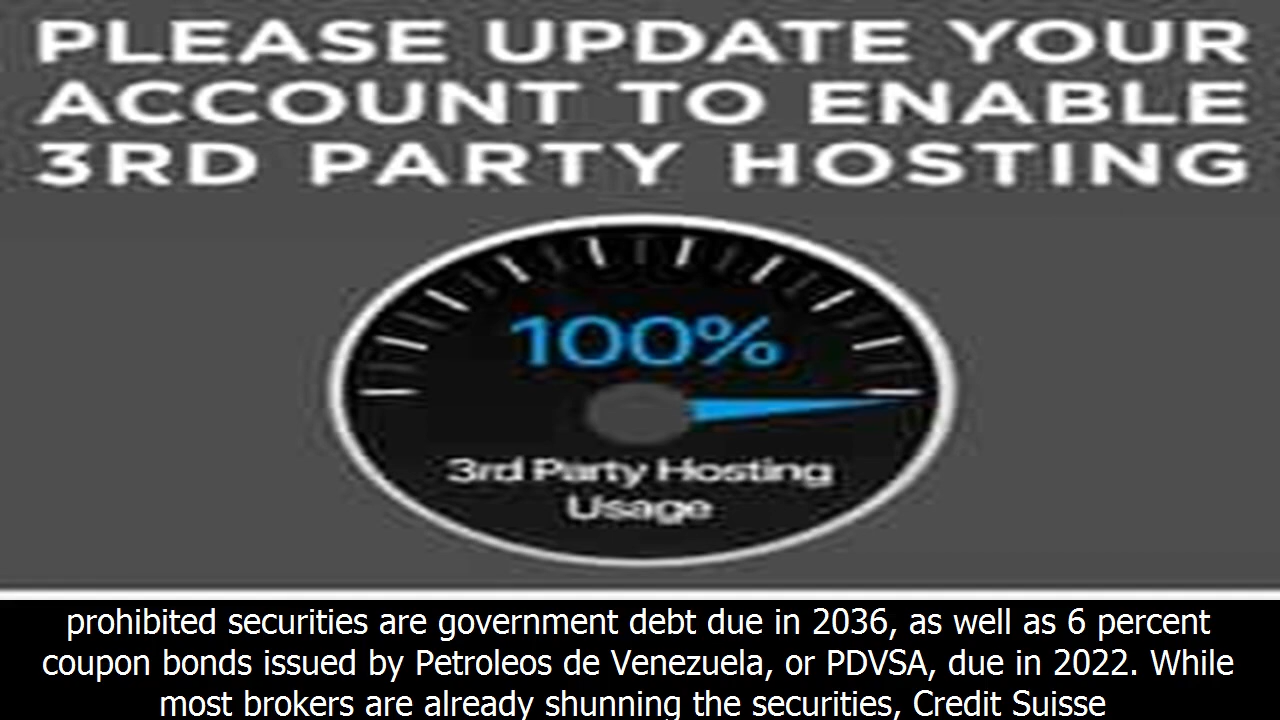 PLEASE UPDATE YOUR
ACCOUNT TO ENABLE
3RD PARTY HOSTING
100%
3rd Party Hosting
Usage
prohibited securities are government debt due in 2036, as well as 6 percent
coupon bonds issued by Petroleos de Venezuela, or PDVSA, due in 2022. While
most brokers are already shunning the securities, Credit Suisse